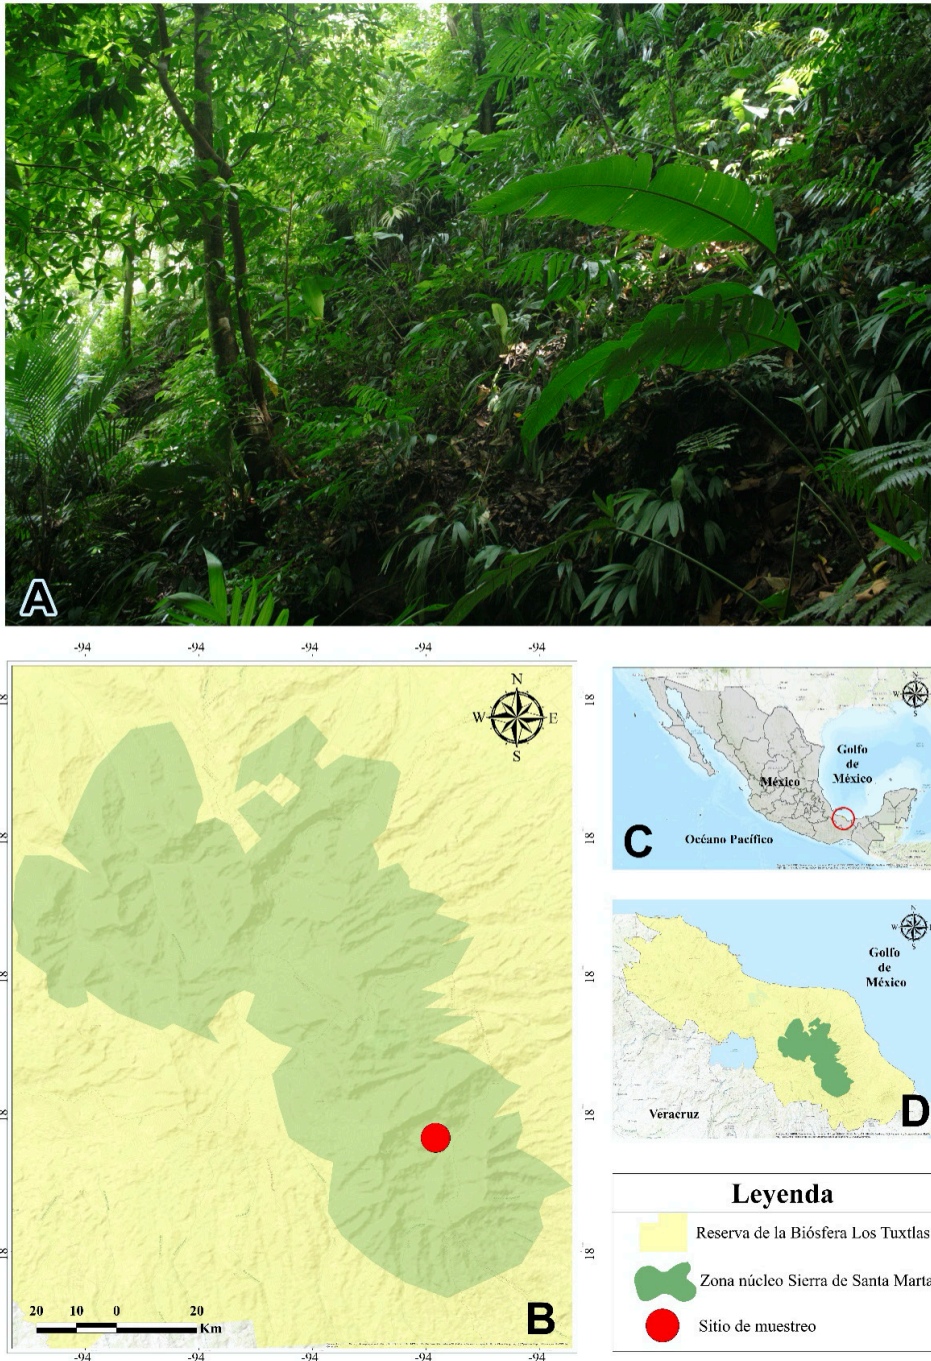 A
-94 -94 -94 -94 -94
18 18
N
W E
S
18 18
18 18
18 18
18 18
20 10 0 20
Km
B
-94 -94 -94 -94 -94
N
W
S
Golfo
de
México
México
Océano Pacífico
C
N
W
S
Golfo
de
México
Veracruz
D
Leyenda
Reserva de la Biósfera Los Tuxtlas
Zona núcleo Sierra de Santa Marta
Sitio de muestreo